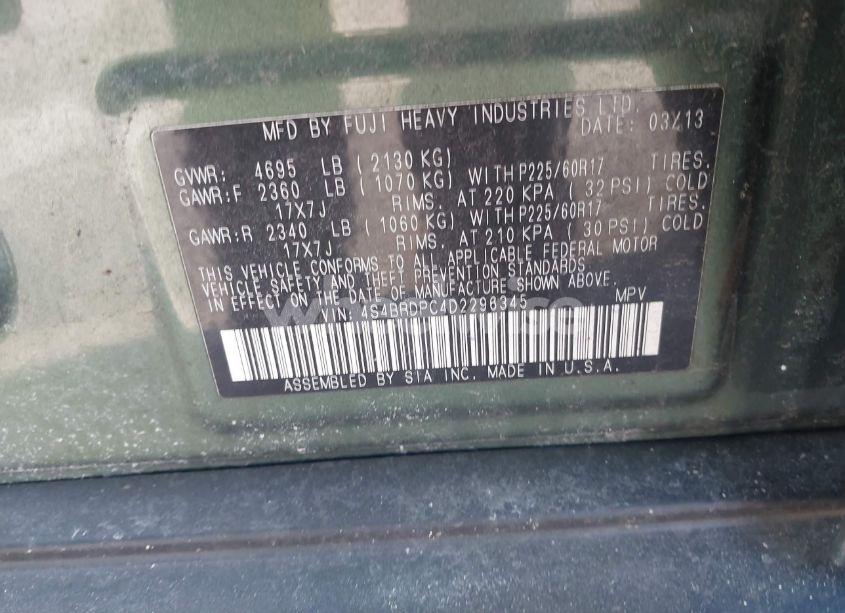 MFD BY FUJI HEAVY INDUSTRIES LTD.
DATE: 03/13
GVWR: 4695 LB (2130 KG)
GAWR:F 2360 LB (1070 KG) WITH P225/60R17 TIRES.
17X7J RIMS. AT 220 KPA (32 PSI) COLD
GAWR:R 2340 LB (1060 KG) WITH P225/60R17 TIRES.
17X7J RIMS. AT 210 KPA (30 PSI) COLD
THIS VEHICLE CONFORMS TO ALL APPLICABLE FEDERAL MOTOR
VEHICLE SAFETY AND THEFT PREVENTION STANDARDS
IN EFFECT ON THE DATE OF MANUFACTURE SHOWN ABOVE.
VIN: 4S4BRDPC4D2296345 MPV
ASSEMBLED BY SIA INC. MADE IN U.S.A.